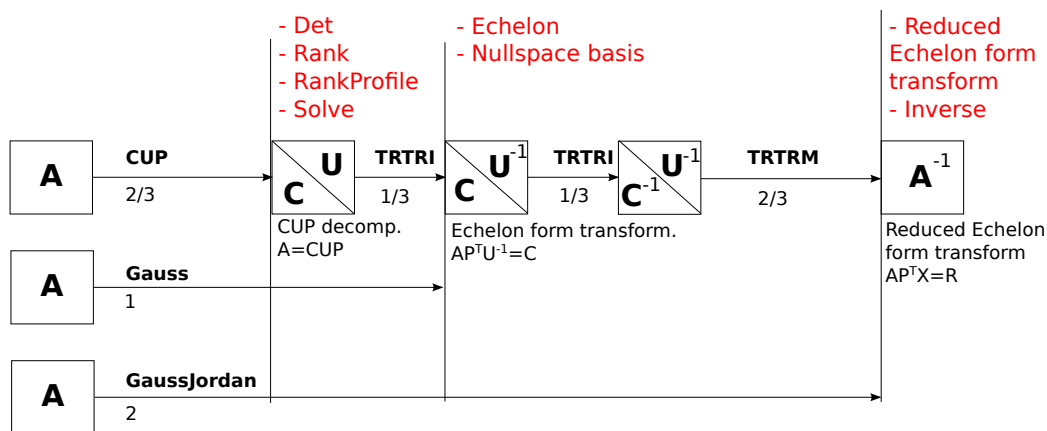 - Det
- Rank
- RankProfile
- Solve
- Echelon
- Nullspace basis
- Reduced
Echelon form
transform
- Inverse
A
CUP
2/3
U
C
TRTRI
1/3
U⁻¹
C
TRTRI
1/3
U⁻¹
C⁻¹
TRTRM
2/3
A⁻¹
CUP decomp.
A=CUP
Echelon form transform.
APᵀU⁻¹=C
Reduced Echelon
form transform
APᵀX=R
A
Gauss
1
A
GaussJordan
2